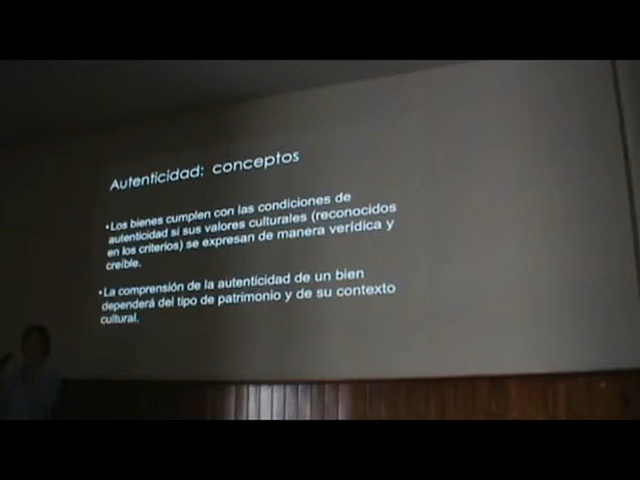 Autenticidad: conceptos
•Los bienes cumplen con las condiciones de
autenticidad si sus valores culturales (reconocidos
en los criterios) se expresan de manera verídica y
creíble.
•La comprensión de la autenticidad de un bien
dependerá del tipo de patrimonio y de su contexto
cultural.